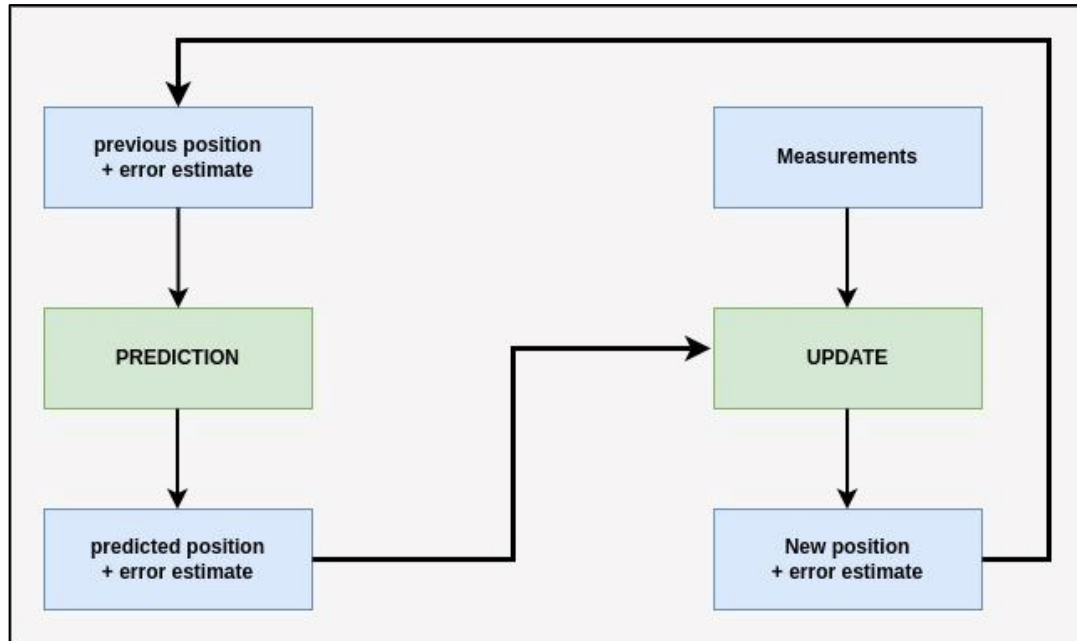 previous position
+ error estimate
Measurements
PREDICTION
UPDATE
predicted position
+ error estimate
New position
+ error estimate